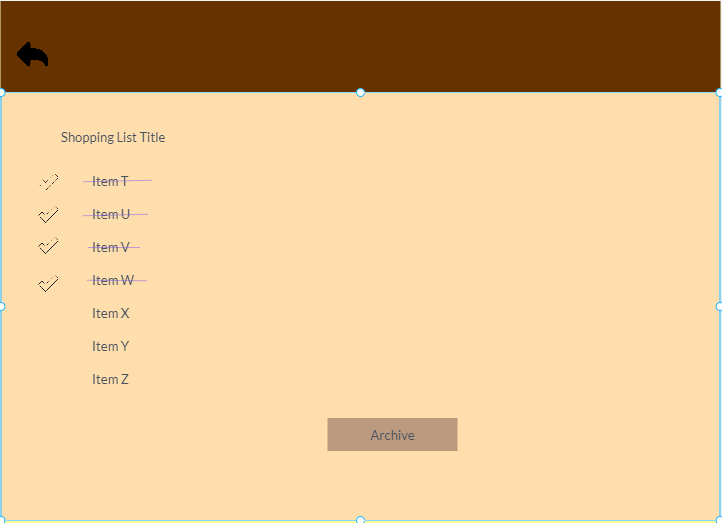 Shopping List Title
Item T
Item U
Item V
Item W
Item X
Item Y
Item Z
Archive